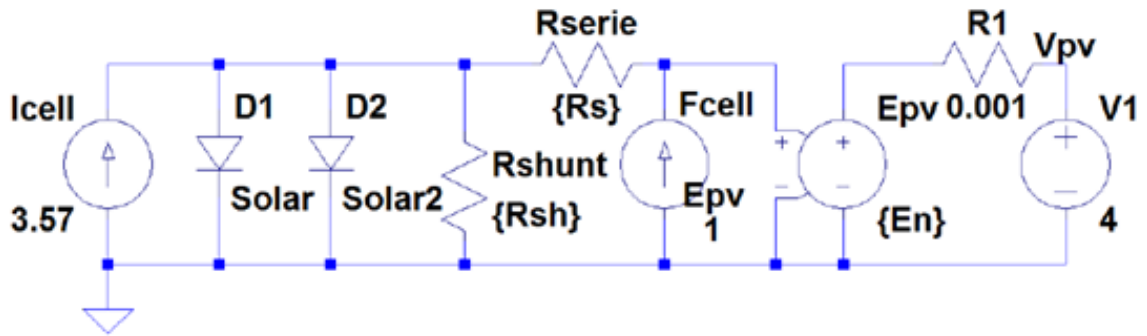 Icell
3.57
D1
Solar
D2
Solar2
Rserie
{Rs}
Rshunt
{Rsh}
Fcell
Epv
1
+
-
+
-
Epv
{En}
R1
0.001
Vpv
V1
+
-
4